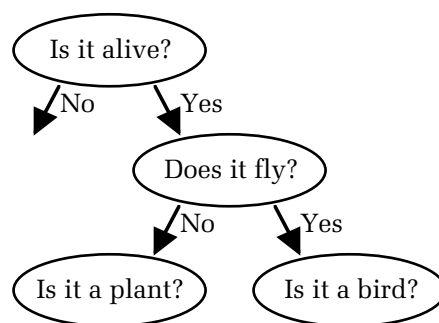 Is it alive?
No
Yes
Does it fly?
No
Yes
Is it a plant?
Is it a bird?